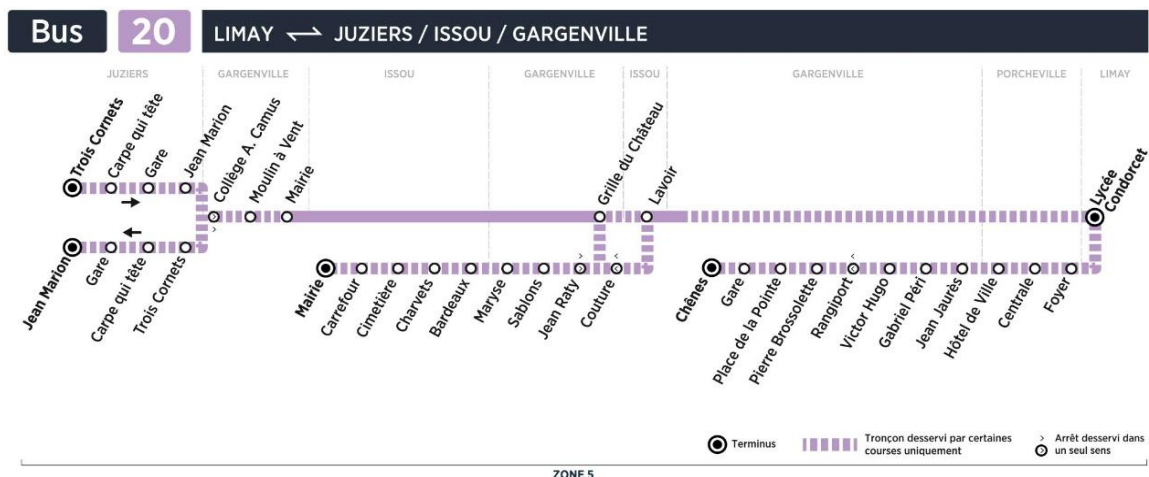 Bus 20 LIMAY ⇌ JUZIERS / ISSOU / GARGENVILLE
JUZIERS GARGENVILLE ISSOU GARGENVILLE ISSOU GARGENVILLE PORCHEVILLE LIMAY
Trois Cornets
Carpe qui tête
Gare
Jean Marion
Collège A. Camus
Moulin à Vent
Mairie
Grille du Château
Lavoir
Lycée
Condorcet
Jean Marion
Gare
Carpe qui tête
Trois Cornets
Mairie
Carrefour
Cimetière
Charvets
Bardeaux
Maryse
Sablons
Jean Raty
Couture
Chênes
Gare
Place de la Pointe
Pierre Brossolette
Rangiport
Victor Hugo
Gabriel Péri
Jean Jaurès
Hôtel de Ville
Centrale
Foyer
Terminus
Tronçon desservi par certaines
courses uniquement
Arrêt desservi dans
un seul sens
ZONE 5